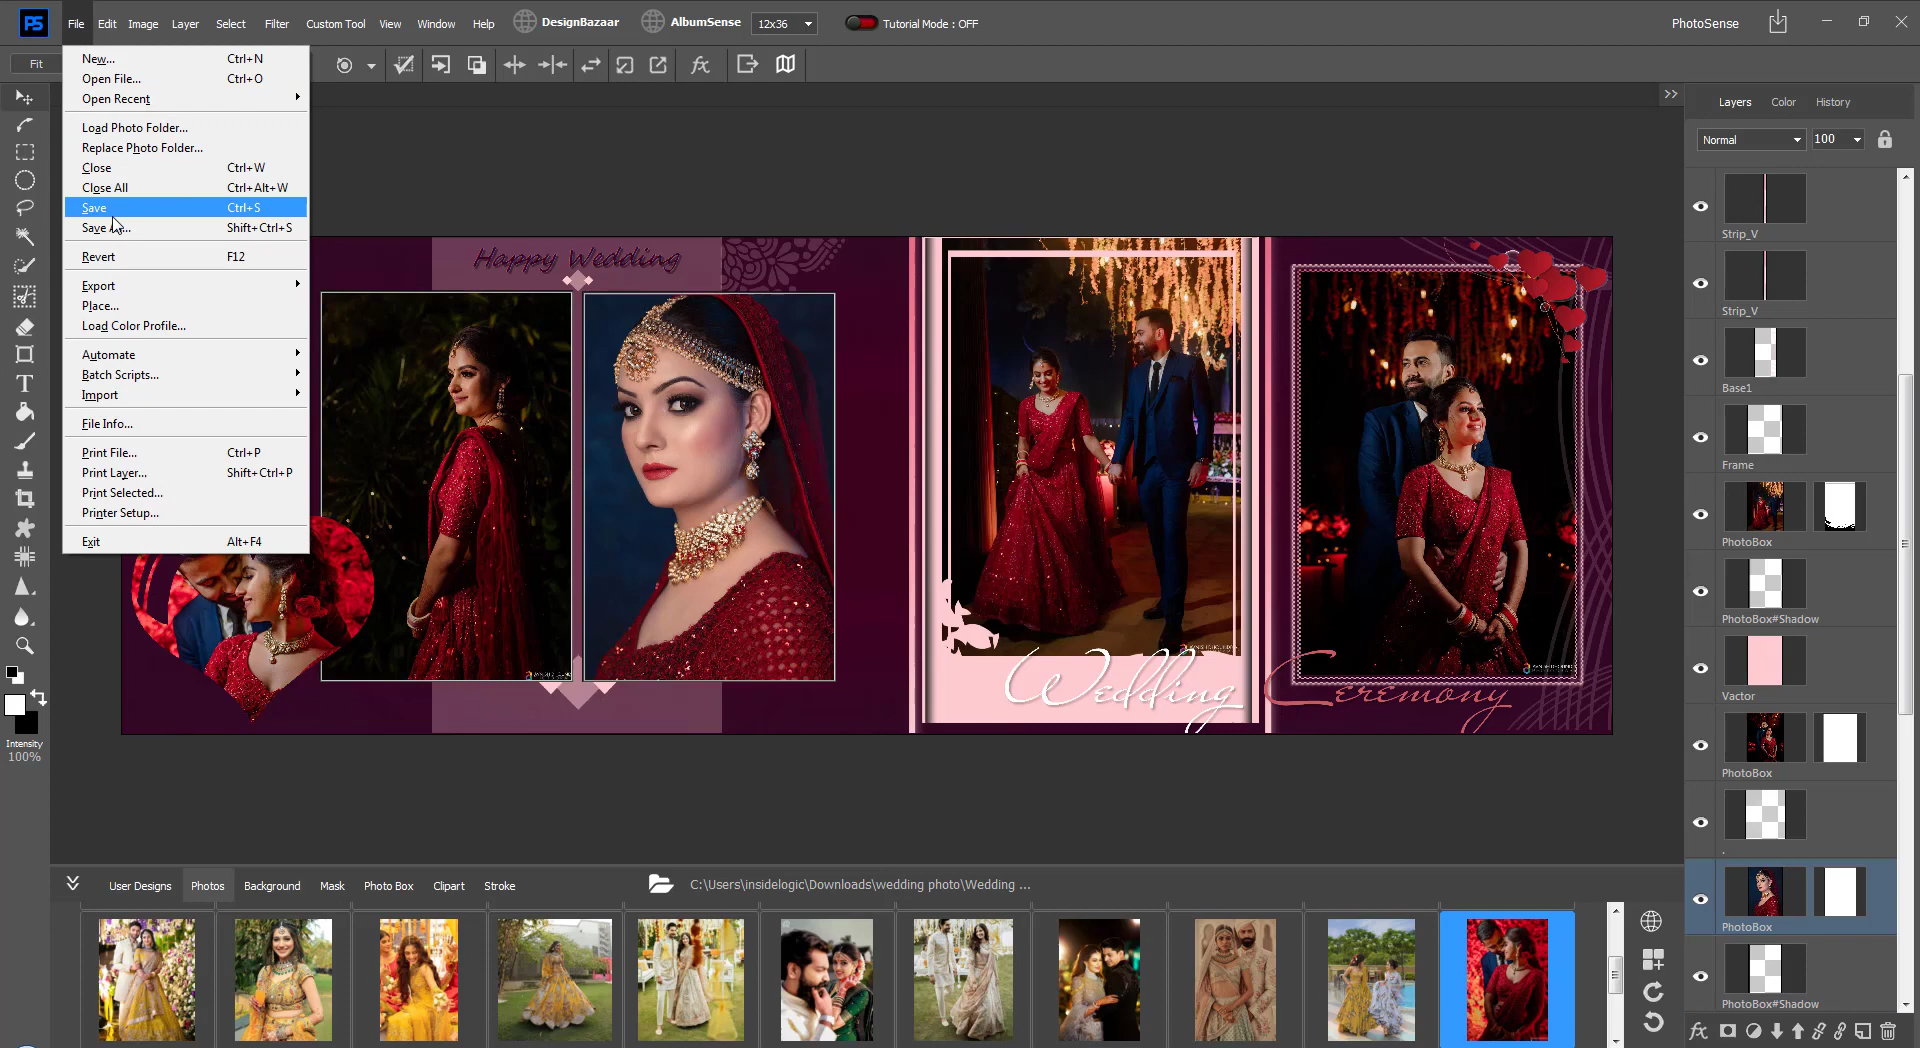 PS File Edit Image Layer Select Filter Custom Tool View Window Help DesignBazaar AlbumSense 12x36 Tutorial Mode : OFF PhotoSense
Fit
New... Ctrl+N
Open File... Ctrl+O
Open Recent
Load Photo Folder...
Replace Photo Folder...
Close Ctrl+W
Close All Ctrl+Alt+W
Save Ctrl+S
Save ... Shift+Ctrl+S
Revert F12
Export
Place...
Load Color Profile...
Automate
Batch Scripts...
Import
File Info...
Print File... Ctrl+P
Print Layer... Shift+Ctrl+P
Print Selected...
Printer Setup...
Exit Alt+F4
Intensity
100%
Happy Wedding
Wedding Ceremony
Layers Color History
Normal 100
Strip_V
Strip_V
Base1
Frame
PhotoBox
PhotoBox#Shadow
Vactor
PhotoBox
.
PhotoBox
PhotoBox#Shadow
fx
User Designs Photos Background Mask Photo Box Clipart Stroke C:\Users\insidelogic\Downloads\wedding photo\Wedding ...